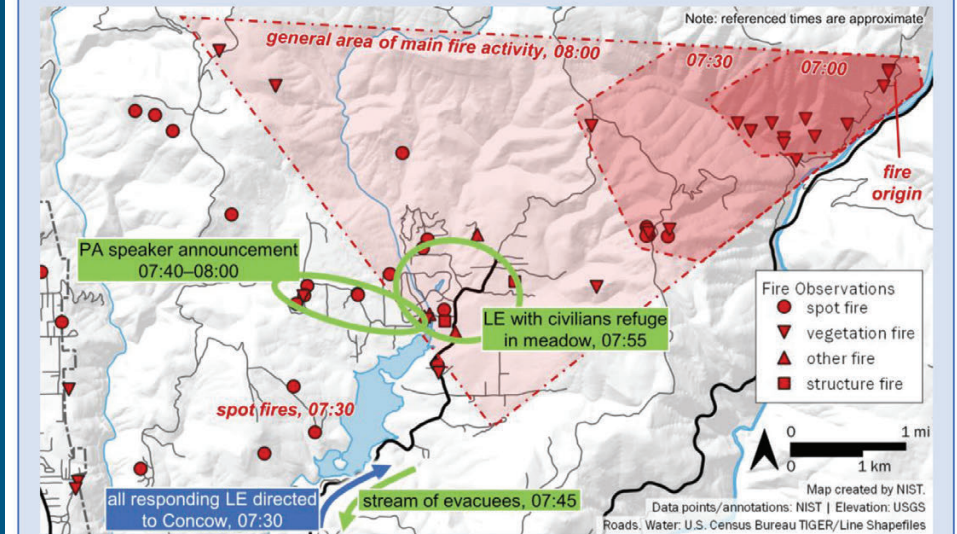 Note: referenced times are approximate
general area of main fire activity, 08:00
07:30
07:00
fire
origin
PA speaker announcement
07:40–08:00
LE with civilians refuge
in meadow, 07:55
Fire Observations
spot fire
vegetation fire
other fire
structure fire
spot fires, 07:30
0
1 mi
0
1 km
all responding LE directed
to Concow, 07:30
stream of evacuees, 07:45
Map created by NIST.
Data points/annotations: NIST | Elevation: USGS
Roads. Water: U.S. Census Bureau TIGER/Line Shapefiles